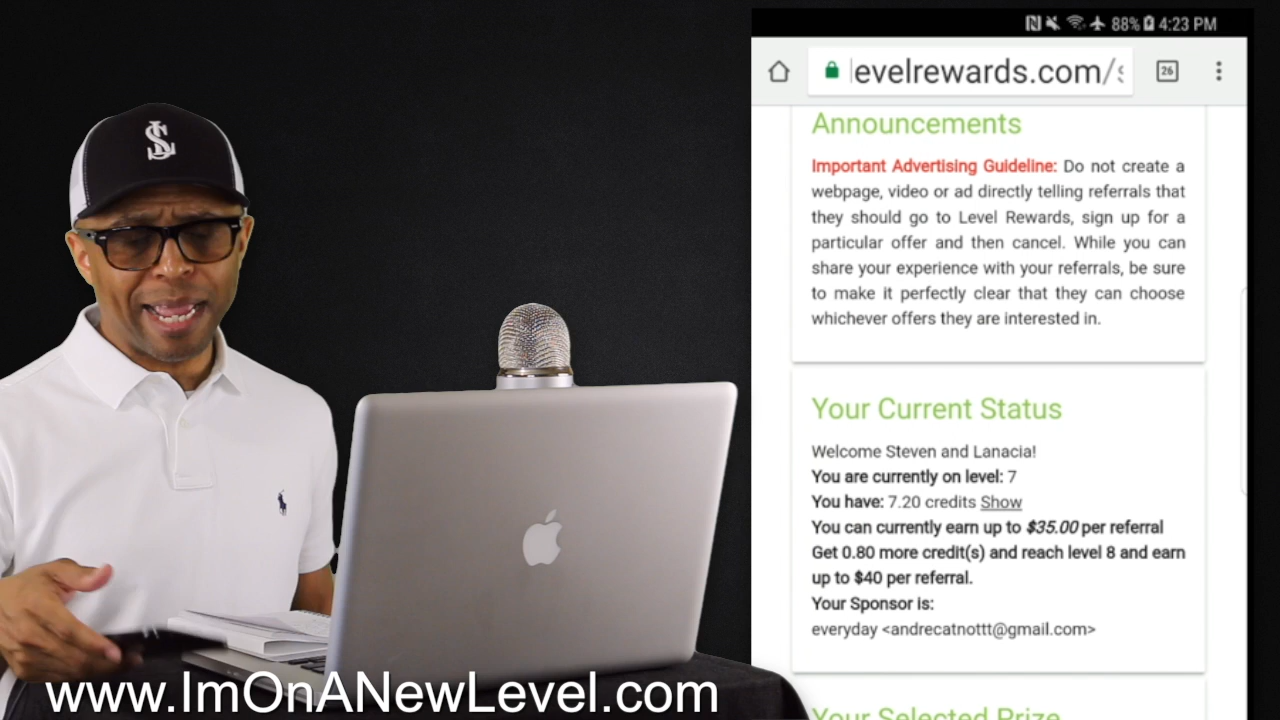 LS
88% 4:23 PM
evelrewards.com/s
26
Announcements
Important Advertising Guideline: Do not create a
webpage, video or ad directly telling referrals that
they should go to Level Rewards, sign up for a
particular offer and then cancel. While you can
share your experience with your referrals, be sure
to make it perfectly clear that they can choose
whichever offers they are interested in.
Your Current Status
Welcome Steven and Lanacia!
You are currently on level: 7
You have: 7.20 credits Show
You can currently earn up to $35.00 per referral
Get 0.80 more credit(s) and reach level 8 and earn
up to $40 per referral.
Your Sponsor is:
everyday <andrecatnottt@gmail.com>
Your Selected Prize
www.ImOnANewLevel.com